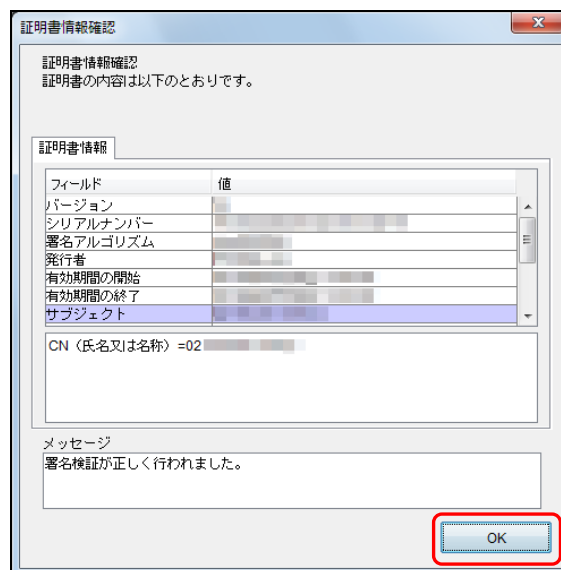 証明書情報確認
証明書情報確認
証明書の内容は以下のとおりです。
証明書情報
フィールド 値
バージョン
シリアルナンバー
署名アルゴリズム
発行者
有効期間の開始
有効期間の終了
サブジェクト
CN（氏名又は名称）=02
メッセージ
署名検証が正しく行われました。
OK